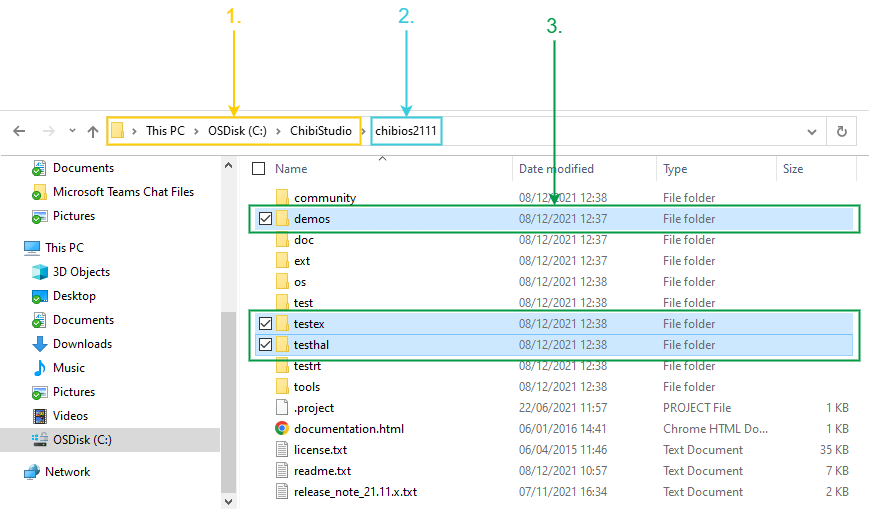 1. 2. 3.
This PC OSDisk (C:) ChibiStudio chibios2111
Documents
Microsoft Teams Chat Files
Pictures
This PC
3D Objects
Desktop
Documents
Downloads
Music
Pictures
Videos
OSDisk (C:)
Network
Name Date modified Type Size
community 08/12/2021 12:38 File folder
demos 08/12/2021 12:37 File folder
doc 08/12/2021 12:37 File folder
ext 08/12/2021 12:37 File folder
os 08/12/2021 12:38 File folder
test 08/12/2021 12:38 File folder
testex 08/12/2021 12:38 File folder
testhal 08/12/2021 12:38 File folder
testrt 08/12/2021 12:38 File folder
tools 08/12/2021 12:38 File folder
.project 22/06/2021 11:57 PROJECT File 1 KB
documentation.html 06/01/2016 14:41 Chrome HTML Do... 1 KB
license.txt 06/04/2015 11:46 Text Document 35 KB
readme.txt 08/12/2021 10:57 Text Document 7 KB
release_note_21.11.x.txt 07/11/2021 16:34 Text Document 2 KB